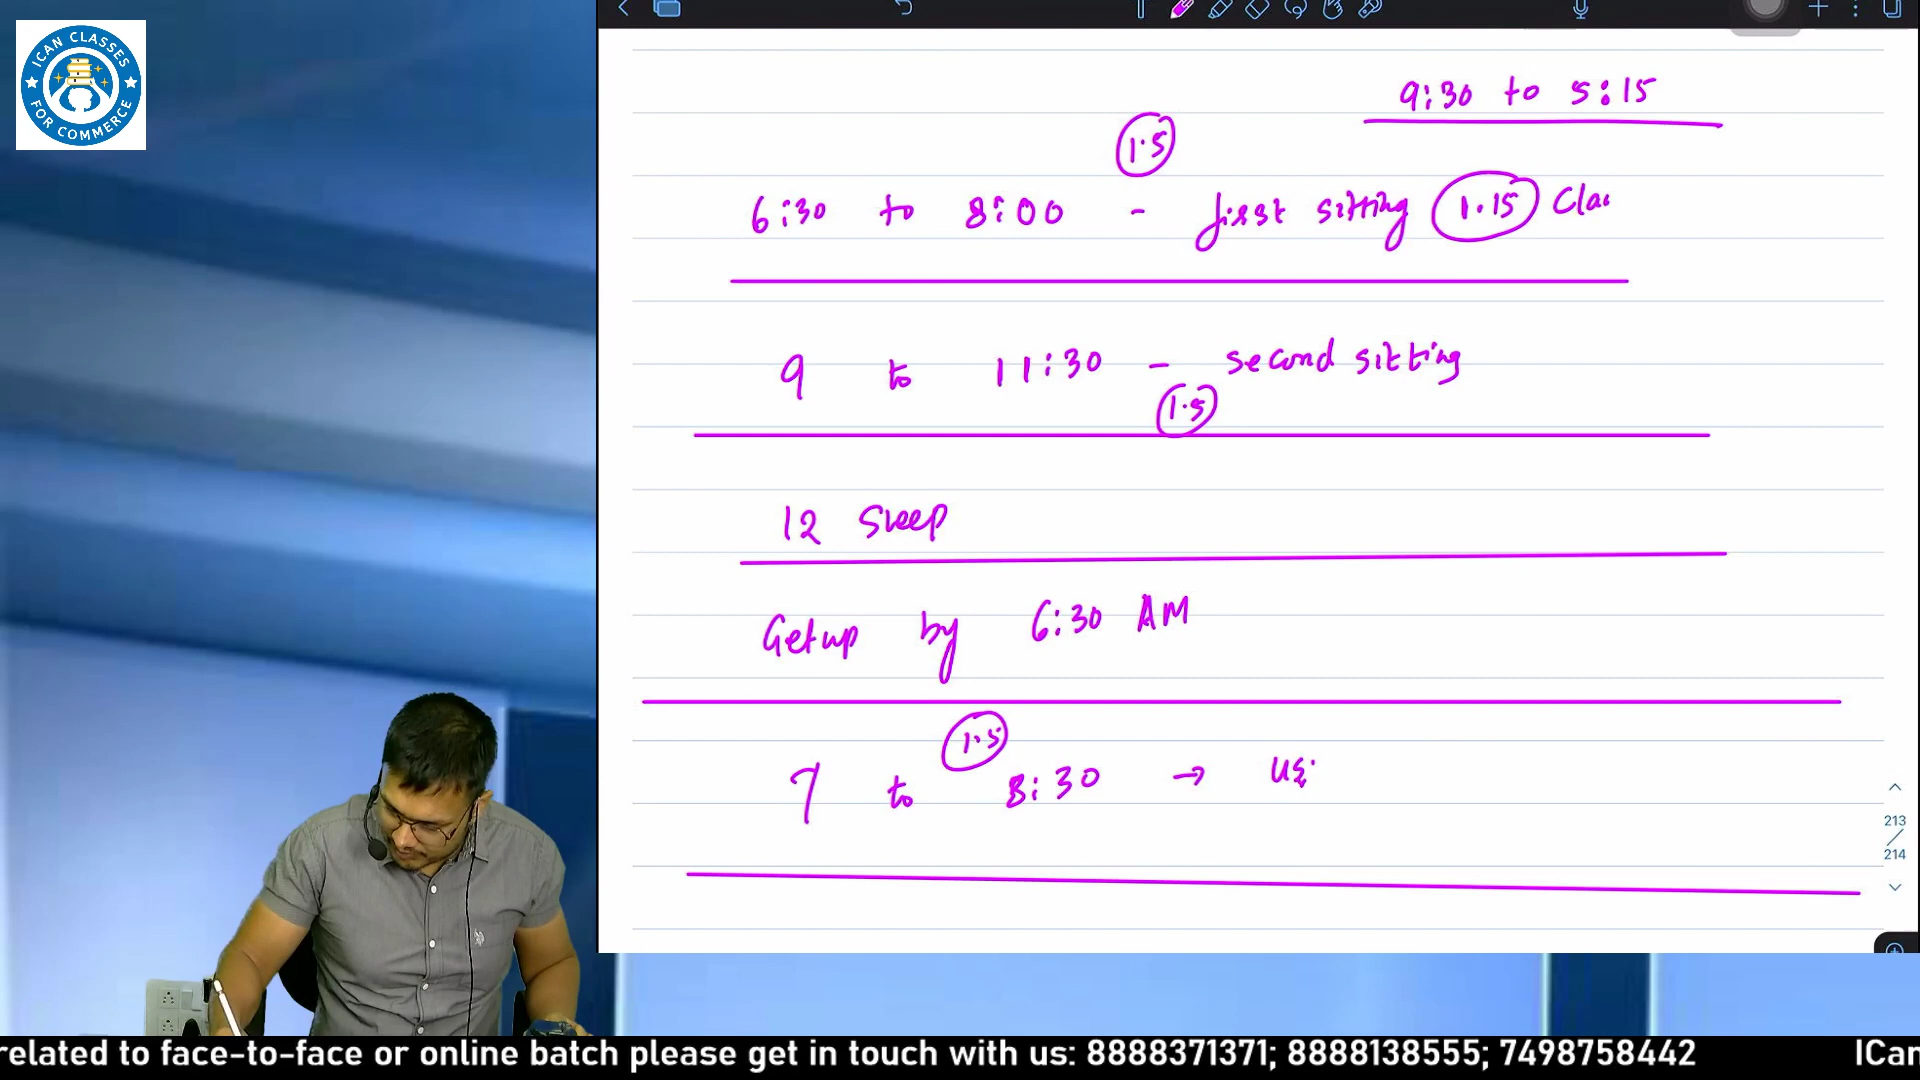 ICAN CLASSES
FOR COMMERCE
9:30 to 5:15
1.5
6:30 to 8:00 - first sitting 1.15 Clas
9 to 11:30 - second sitting
1.5
12 Sleep
Getup by 6:30 AM
1.5
7 to 8:30 →
213
214
related to face-to-face or online batch please get in touch with us: 8888371371; 8888138555; 7498758442 ICan